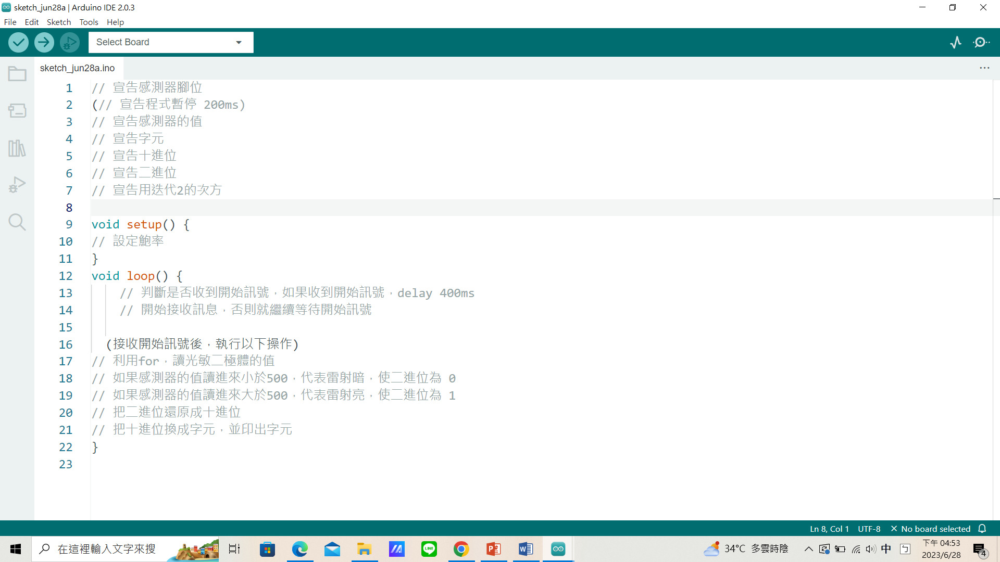 sketch_jun28a | Arduino IDE 2.0.3
File Edit Sketch Tools Help
Select Board
sketch_jun28a.ino
1 // 宣告感測器腳位
2 (// 宣告程式暫停 200ms)
3 // 宣告感測器的值
4 // 宣告字元
5 // 宣告十進位
6 // 宣告二進位
7 // 宣告用迭代2的次方
8
9 void setup() {
10 // 設定鮑率
11 }
12 void loop() {
13 // 判斷是否收到開始訊號，如果收到開始訊號，delay 400ms
14 // 開始接收訊息，否則就繼續等待開始訊號
15
16 (接收開始訊號後，執行以下操作)
17 // 利用for，讀光敏二極體的值
18 // 如果感測器的值讀進來小於500，代表雷射暗，使二進位為 0
19 // 如果感測器的值讀進來大於500，代表雷射亮，使二進位為 1
20 // 把二進位還原成十進位
21 // 把十進位換成字元，並印出字元
22 }
23
Ln 8, Col 1 UTF-8 × No board selected
在這裡輸入文字來搜
LINE
34°C 多雲時陰
中
ㄅ
下午 04:53
2023/6/28
4